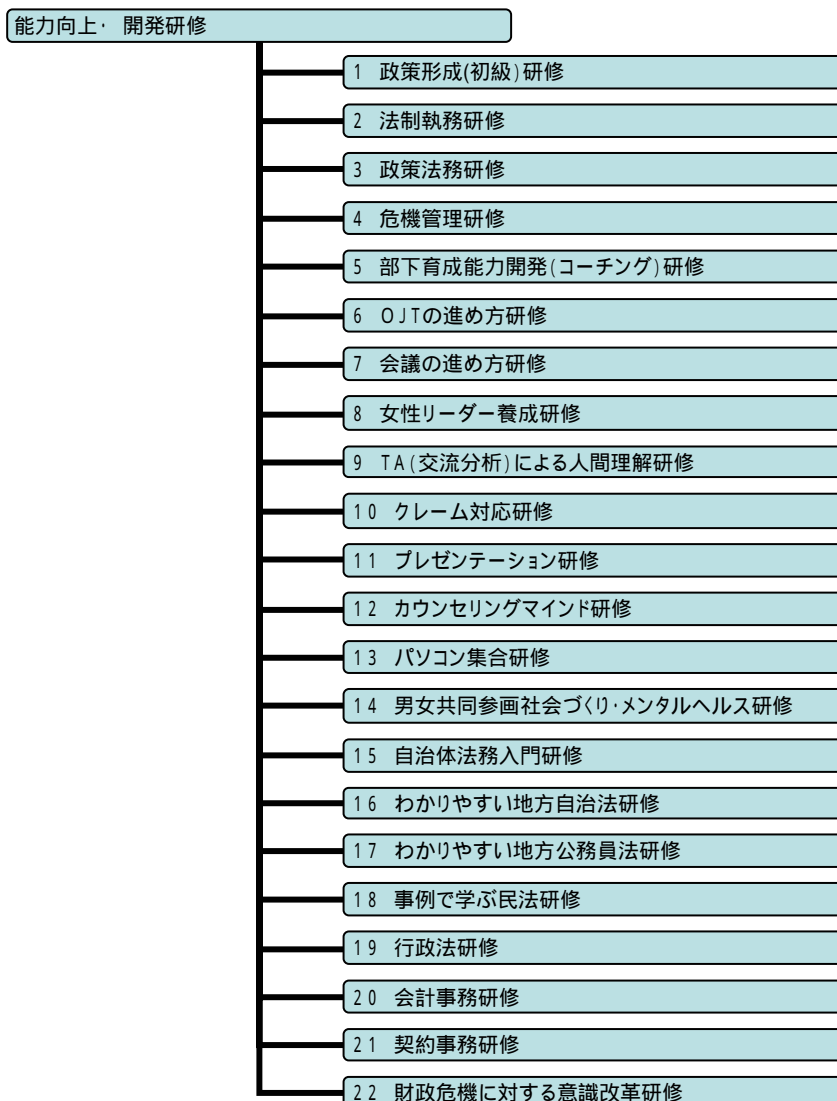 能力向上・ 開発研修
1 政策形成(初級)研修
2 法制執務研修
3 政策法務研修
4 危機管理研修
5 部下育成能力開発(コーチング)研修
6 OJTの進め方研修
7 会議の進め方研修
8 女性リーダー養成研修
9 TA(交流分析)による人間理解研修
10 クレーム対応研修
11 プレゼンテーション研修
12 カウンセリングマインド研修
13 パソコン集合研修
14 男女共同参画社会づくり・メンタルヘルス研修
15 自治体法務入門研修
16 わかりやすい地方自治法研修
17 わかりやすい地方公務員法研修
18 事例で学ぶ民法研修
19 行政法研修
20 会計事務研修
21 契約事務研修
22 財政危機に対する意識改革研修